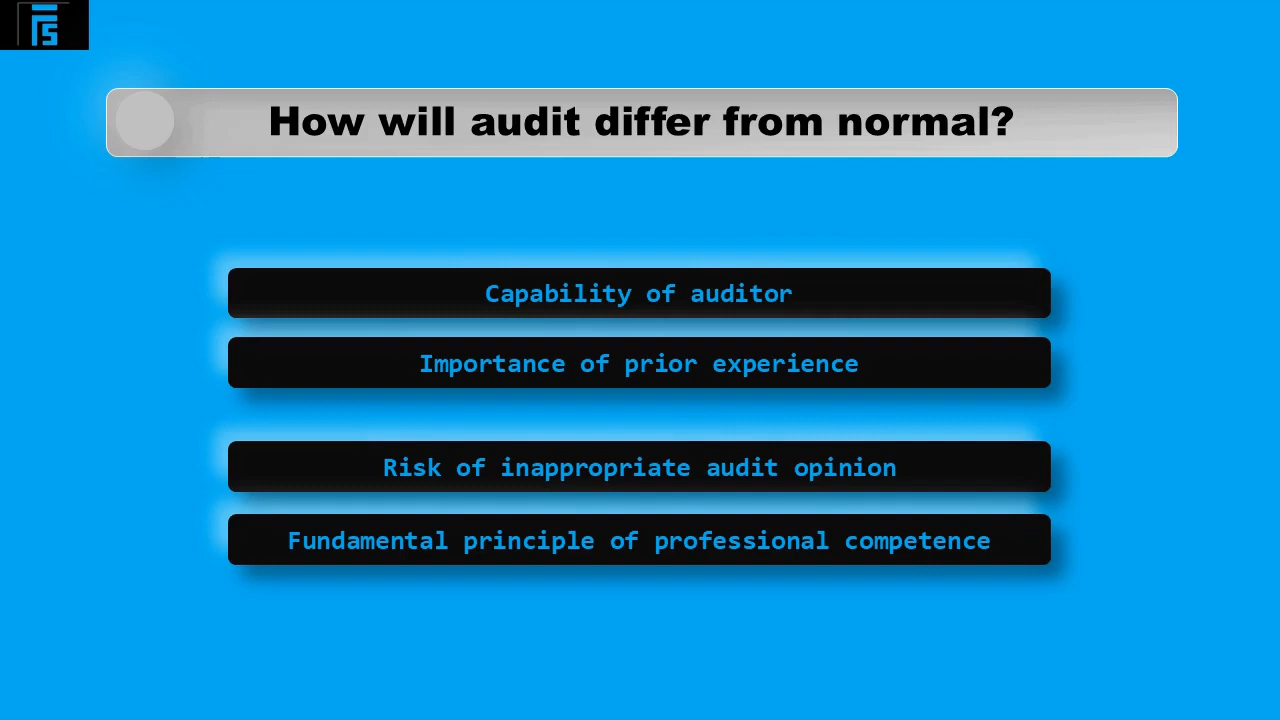 How will audit differ from normal?
Capability of auditor
Importance of prior experience
Risk of inappropriate audit opinion
Fundamental principle of professional competence